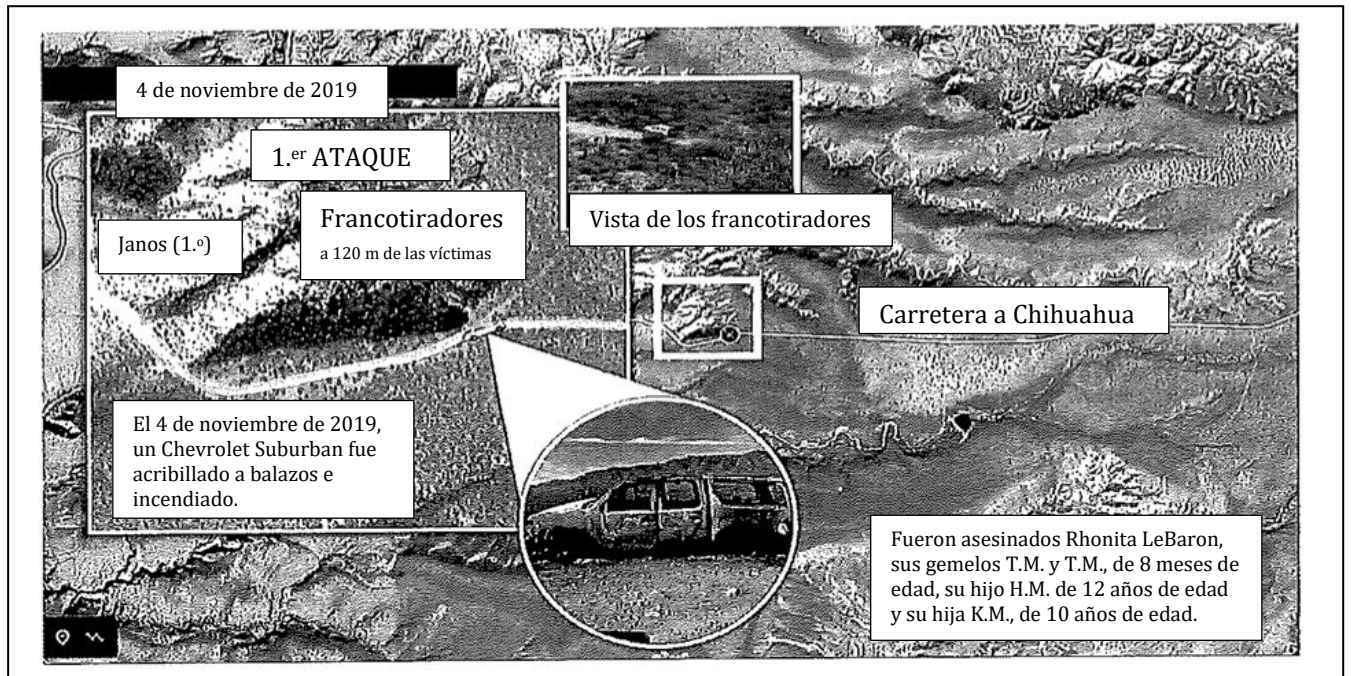 4 de noviembre de 2019
1.er ATAQUE
Francotiradores
a 120 m de las víctimas
Janos (1.o)
Vista de los francotiradores
Carretera a Chihuahua
El 4 de noviembre de 2019,
un Chevrolet Suburban fue
acribillado a balazos e
incendiado.
Fueron asesinados Rhonita LeBaron,
sus gemelos T.M. y T.M., de 8 meses de
edad, su hijo H.M. de 12 años de edad
y su hija K.M., de 10 años de edad.